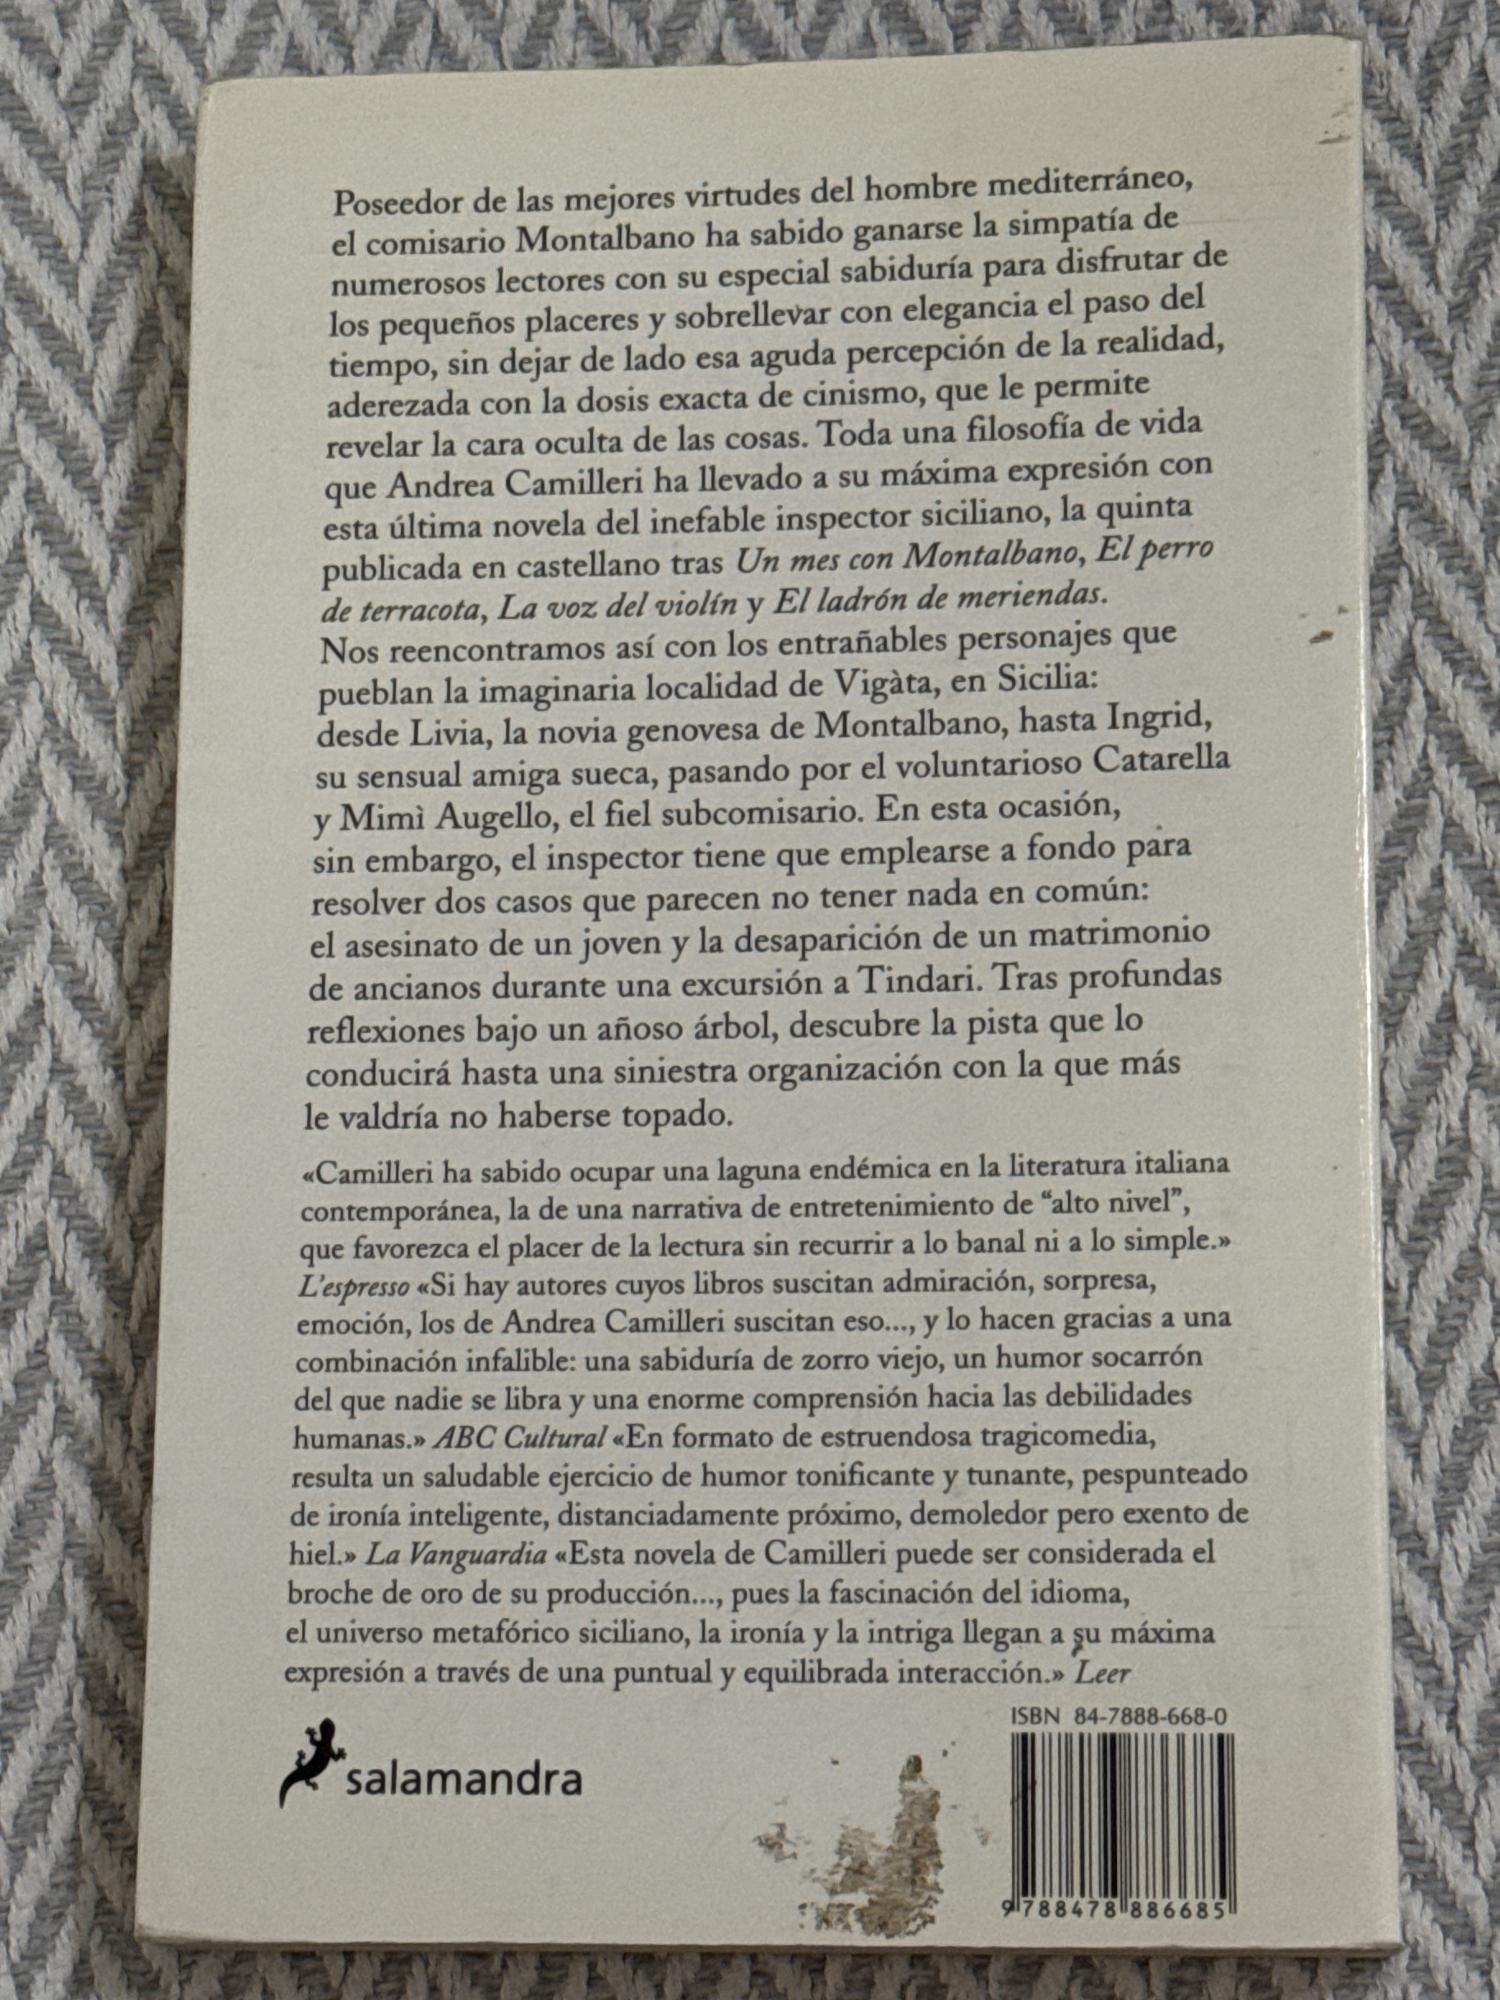 Poseedor de las mejores virtudes del hombre mediterráneo,
el comisario Montalbano ha sabido ganarse la simpatía de
numerosos lectores con su especial sabiduría para disfrutar de
los pequeños placeres y sobrellevar con elegancia el paso del
tiempo, sin dejar de lado esa aguda percepción de la realidad,
aderezada con la dosis exacta de cinismo, que le permite
revelar la cara oculta de las cosas. Toda una filosofía de vida
que Andrea Camilleri ha llevado a su máxima expresión con
esta última novela del inefable inspector siciliano, la quinta
publicada en castellano tras Un mes con Montalbano, El perro
de terracota, La voz del violín y El ladrón de meriendas.
Nos reencontramos así con los entrañables personajes que
pueblan la imaginaria localidad de Vigàta, en Sicilia:
desde Livia, la novia genovesa de Montalbano, hasta Ingrid,
su sensual amiga sueca, pasando por el voluntarioso Catarella
y Mimì Augello, el fiel subcomisario. En esta ocasión,
sin embargo, el inspector tiene que emplearse a fondo para
resolver dos casos que parecen no tener nada en común:
el asesinato de un joven y la desaparición de un matrimonio
de ancianos durante una excursión a Tindari. Tras profundas
reflexiones bajo un añoso árbol, descubre la pista que lo
conducirá hasta una siniestra organización con la que más
le valdría no haberse topado.
«Camilleri ha sabido ocupar una laguna endémica en la literatura italiana
contemporánea, la de una narrativa de entretenimiento de “alto nivel”,
que favorezca el placer de la lectura sin recurrir a lo banal ni a lo simple.»
L'espresso «Si hay autores cuyos libros suscitan admiración, sorpresa,
emoción, los de Andrea Camilleri suscitan eso..., y lo hacen gracias a una
combinación infalible: una sabiduría de zorro viejo, un humor socarrón
del que nadie se libra y una enorme comprensión hacia las debilidades
humanas.» ABC Cultural «En formato de estruendosa tragicomedia,
resulta un saludable ejercicio de humor tonificante y tunante, pespunteado
de ironía inteligente, distanciadamente próximo, demoledor pero exento de
hiel.» La Vanguardia «Esta novela de Camilleri puede ser considerada el
broche de oro de su producción..., pues la fascinación del idioma,
el universo metafórico siciliano, la ironía y la intriga llegan a su máxima
expresión a través de una puntual y equilibrada interacción.» Leer
ISBN 84-7888-668-0
salamandra
9 788478 886685